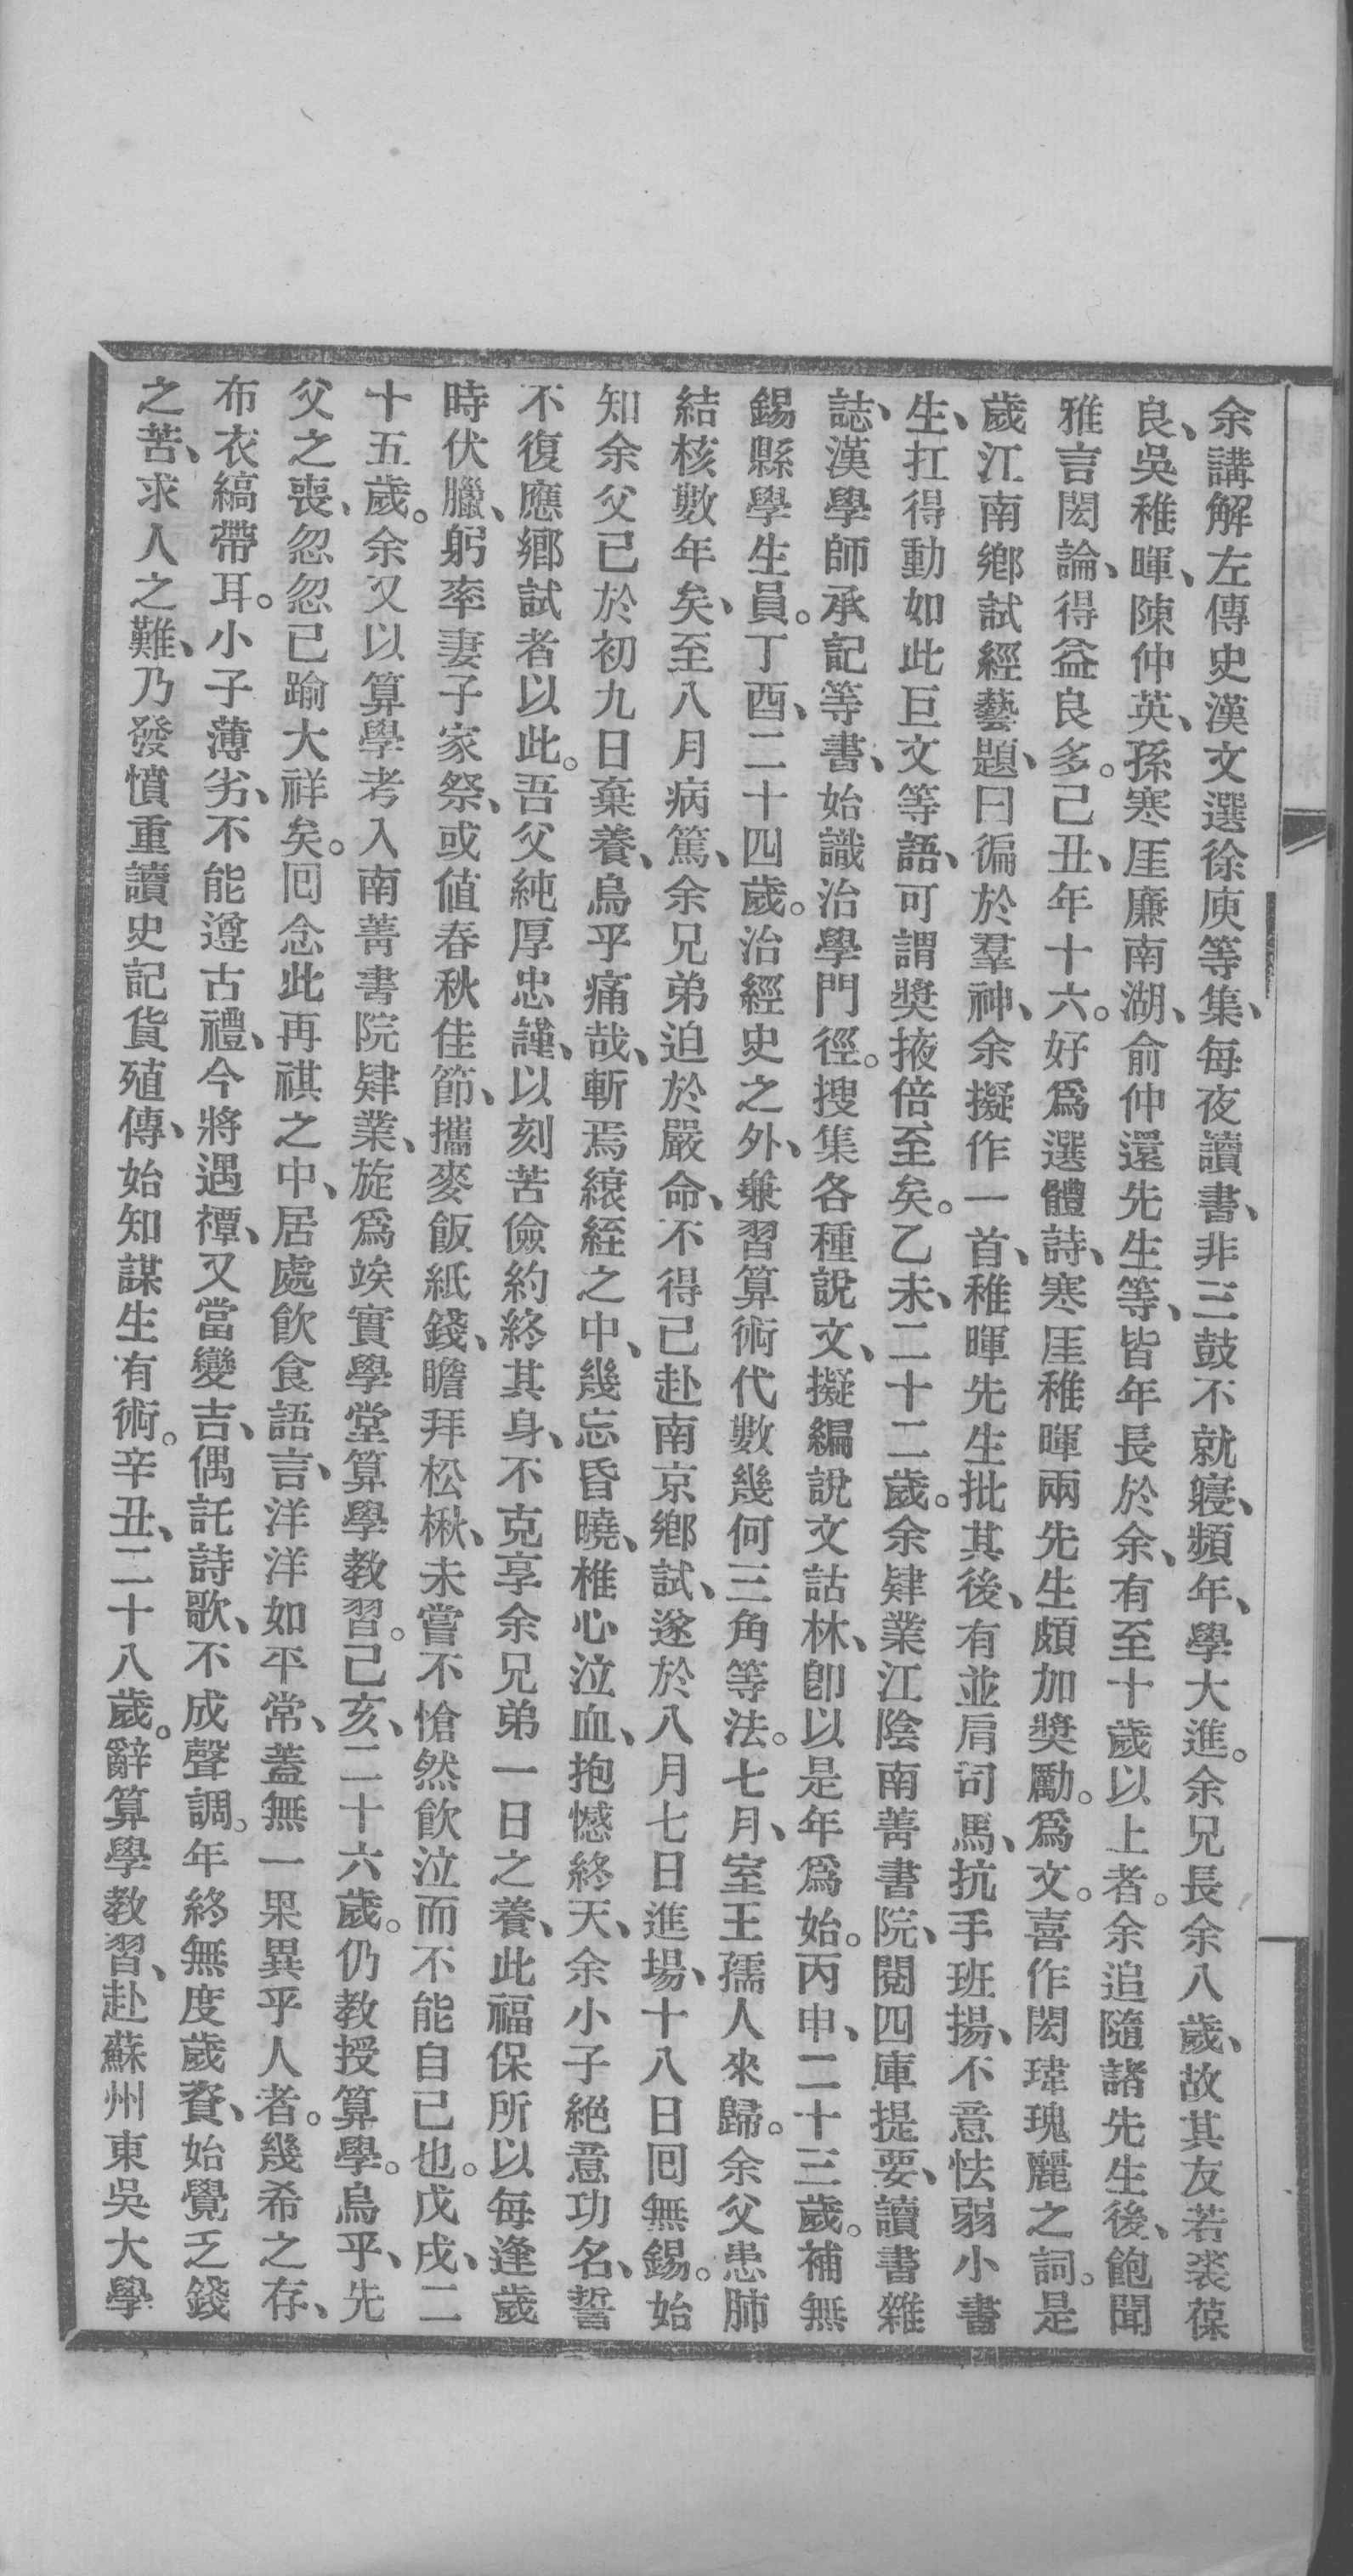 余講解左傳史漢文選徐庾等集、每夜讀書、非三鼓不就寢、頻年、學大進。余兄長余八歲、故其友若裘葆
良、吳稚暉、陳仲英、孫寒厓廉南湖、俞仲還先生等、皆年長於余、有至十歲以上者。余追隨諸先生後、飽聞
雅言閎論、得益良多。己丑、年十六。好爲選體詩、寒厓稚暉兩先生頗加奬勵。爲文。喜作閎瑋瑰麗之詞。是
歲江南鄉試經藝題、曰徧於羣神、余擬作一首、稚暉先生批其後、有並肩司馬、抗手班揚、不意怯弱小書
生、扛得動如此巨文等語、可謂奬掖倍至矣。乙未、二十二歲。余肄業江陰南菁書院、閱四庫提要、讀書雜
誌、漢學師承記等書、始識治學門徑。搜集各種說文、擬編說文詁林、卽以是年爲始。丙申、二十三歲。補無
錫縣學生員。丁酉、二十四歲。治經史之外、兼習算術代數幾何三角等法。七月、室王孺人來歸。余父患肺
結核數年矣、至八月病篤、余兄弟迫於嚴命、不得已赴南京鄉試、遂於八月七日進場、十八日囘無錫。始
知余父已於初九日棄養、烏乎痛哉、斬焉縗絰之中、幾忘昏曉、椎心泣血、抱憾終天、余小子絕意功名、誓
不復應鄉試者以此。吾父純厚忠謹、以刻苦儉約終其身、不克享余兄弟一日之養、此福保所以每逢歲
時伏臘、躬率妻子家祭、或値春秋佳節、攜麥飯紙錢、瞻拜松楸、未嘗不愴然飮泣而不能自已也。戊戌、二
十五歲。余又以算學考入南菁書院肄業、旋爲竢實學堂算學教習。己亥、二十六歲。仍教授算學。烏乎、先
父之喪、忽忽已踰大祥矣。囘念此再祺之中、居處飮食語言、洋洋如平常、蓋無一果異乎人者。幾希之存、
布衣縞帶耳。小子薄劣、不能遵古禮、今將遇禫、又當變吉、偶託詩歌、不成聲調。年終無度歲資、始覺乏錢
之苦、求人之難、乃發憤重讀史記貨殖傳、始知謀生有術。辛丑、二十八歲。辭算學教習、赴蘇州東吳大學